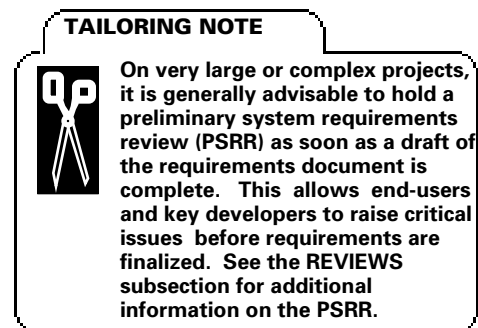 TAILORING NOTE
On very large or complex projects,
it is generally advisable to hold a
preliminary system requirements
review (PSRR) as soon as a draft of
the requirements document is
complete. This allows end-users
and key developers to raise critical
issues before requirements are
finalized. See the REVIEWS
subsection for additional
information on the PSRR.